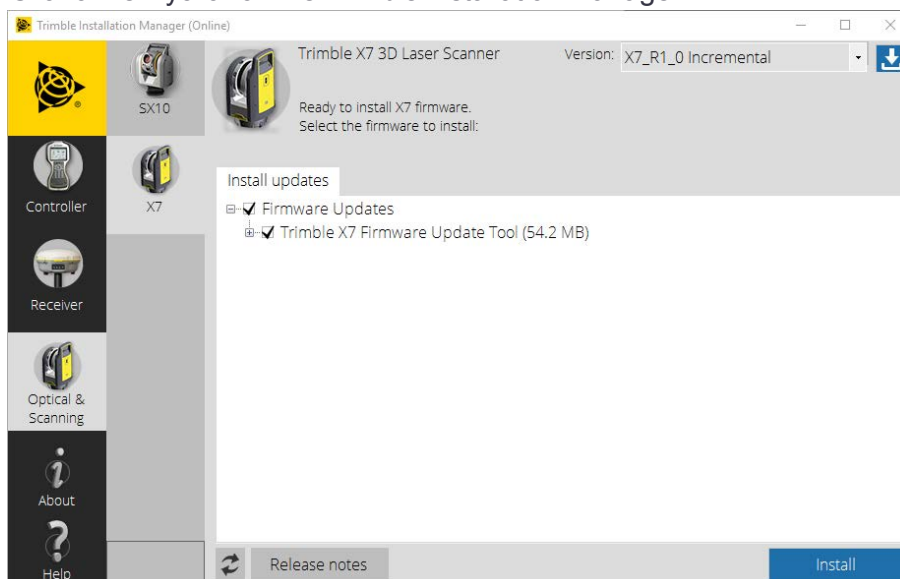 Trimble Installation Manager (Online)
Trimble X7 3D Laser Scanner
Version:
X7_R1_0 Incremental
SX10
Ready to install X7 firmware.
Select the firmware to install:
Controller
X7
Install updates
Firmware Updates
Trimble X7 Firmware Update Tool (54.2 MB)
Receiver
Optical &
Scanning
About
Help
Release notes
Install